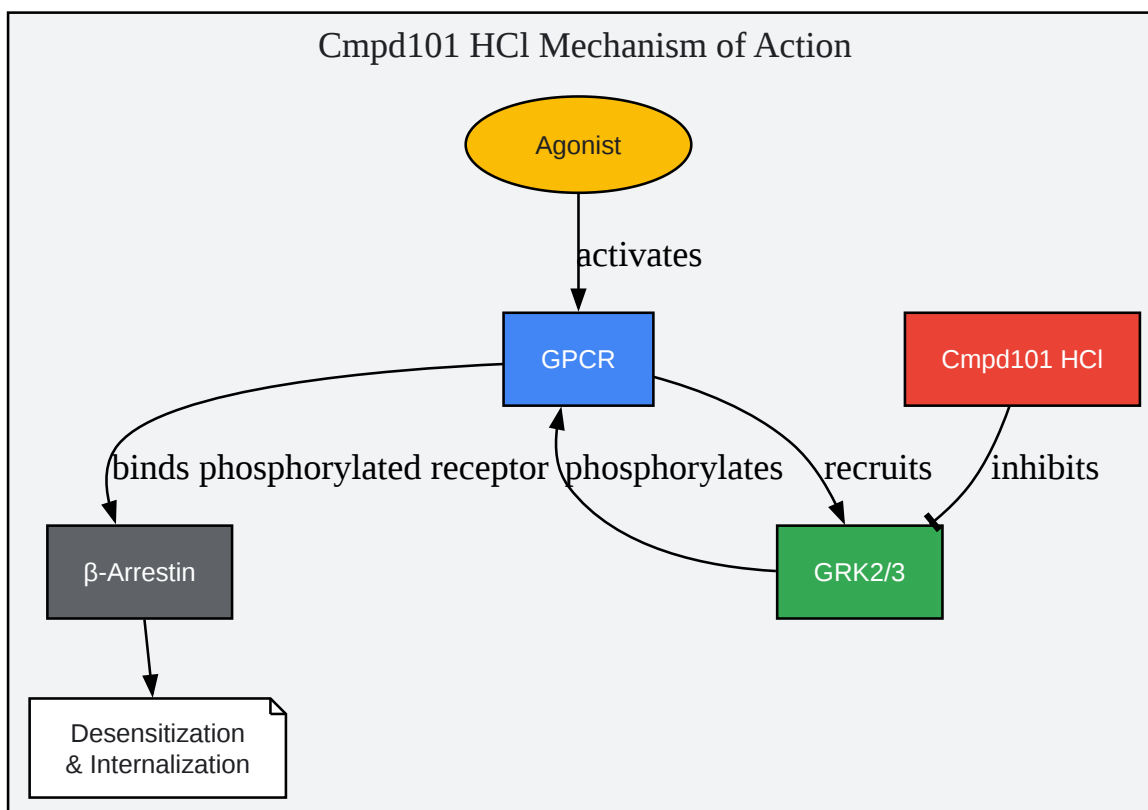 Cmpd101 HCl Mechanism of Action
Agonist
activates
GPCR
Cmpd101 HCl
binds phosphorylated receptor
phosphorylates
recruits
inhibits
β-Arrestin
GRK2/3
Desensitization
& Internalization